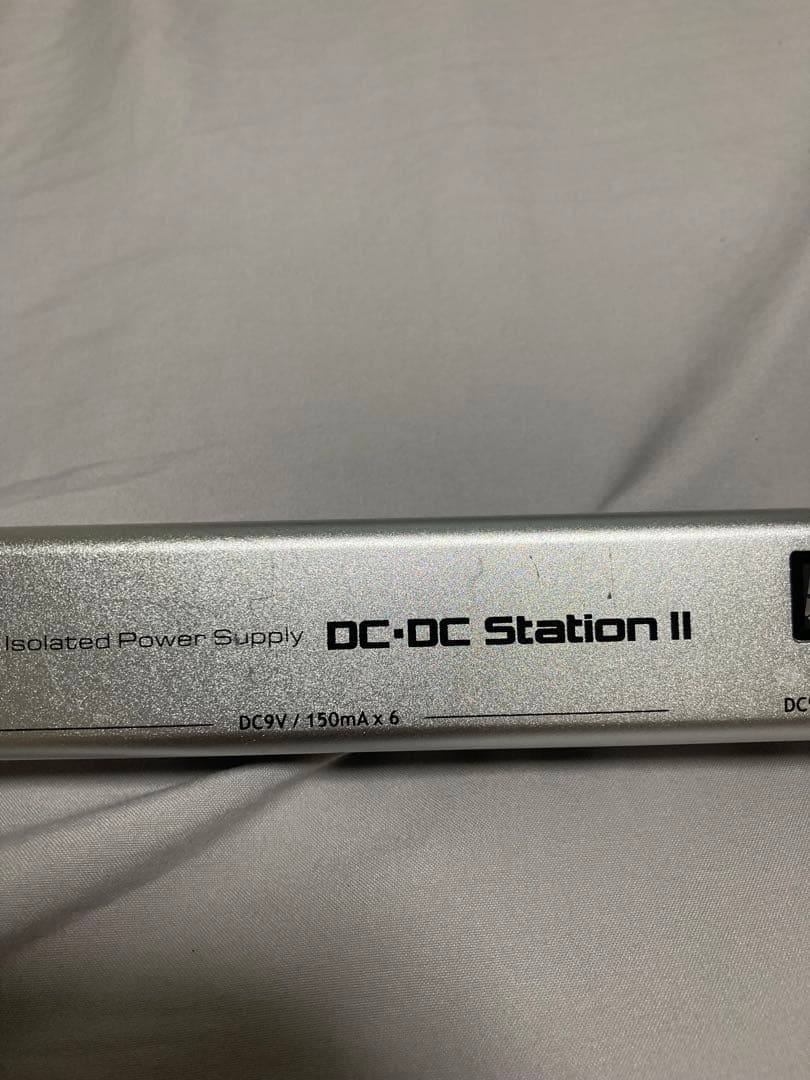 Isolated Power Supply DC-DC Station II
DC9V / 150mA x 6